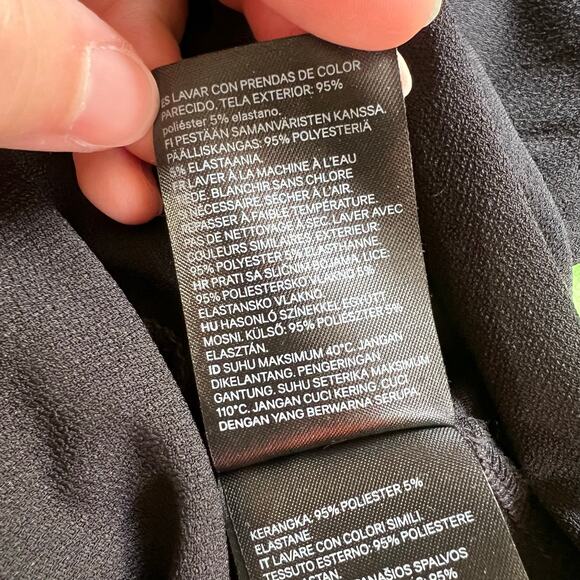 ES LAVAR CON PRENDAS DE COLOR
PARECIDO. TELA EXTERIOR: 95%
poliéster 5% elastano.
FI PESTÄÄN SAMANVÄRISTEN KANSSA.
PÄÄLLISKANGAS: 95% POLYESTERIÄ
5% ELASTAANIA.
FR LAVER À LA MACHINE À L'EAU
DE. BLANCHIR SANS CHLORE
NÉCESSAIRE. SÉCHER À L'AIR.
REPASSER À FAIBLE TEMPÉRATURE.
PAS DE NETTOYAGE À SEC. LAVER AVEC
COULEURS SIMILAIRES. EXTERIEUR:
95% POLYESTER 5% ELASTHANNE.
HR PRATI SA SLIČNIM BOJAMA. LICE:
95% POLIESTERSKO VLAKNO 5%
ELASTANSKO VLAKNO.
HU HASONLÓ SZÍNEKKEL EGYÜTT
MOSNI. KÜLSŐ: 95% POLIÉSZTER 5%
ELASZTÁN.
ID SUHU MAKSIMUM 40°C. JANGAN
DIKELANTANG. PENGERINGAN
GANTUNG. SUHU SETERIKA MAKSMUM
110°C. JANGAN CUCI KERING. CUCI
DENGAN YANG BERWARNA SERUPA.
KERANGKA. 95% POLIESTER 5%
ELASTANE
IT LAVARE CON COLORI SIMILI.
TESSUTO ESTERNO: 95% POLIESTERE
SPALVOS
95%